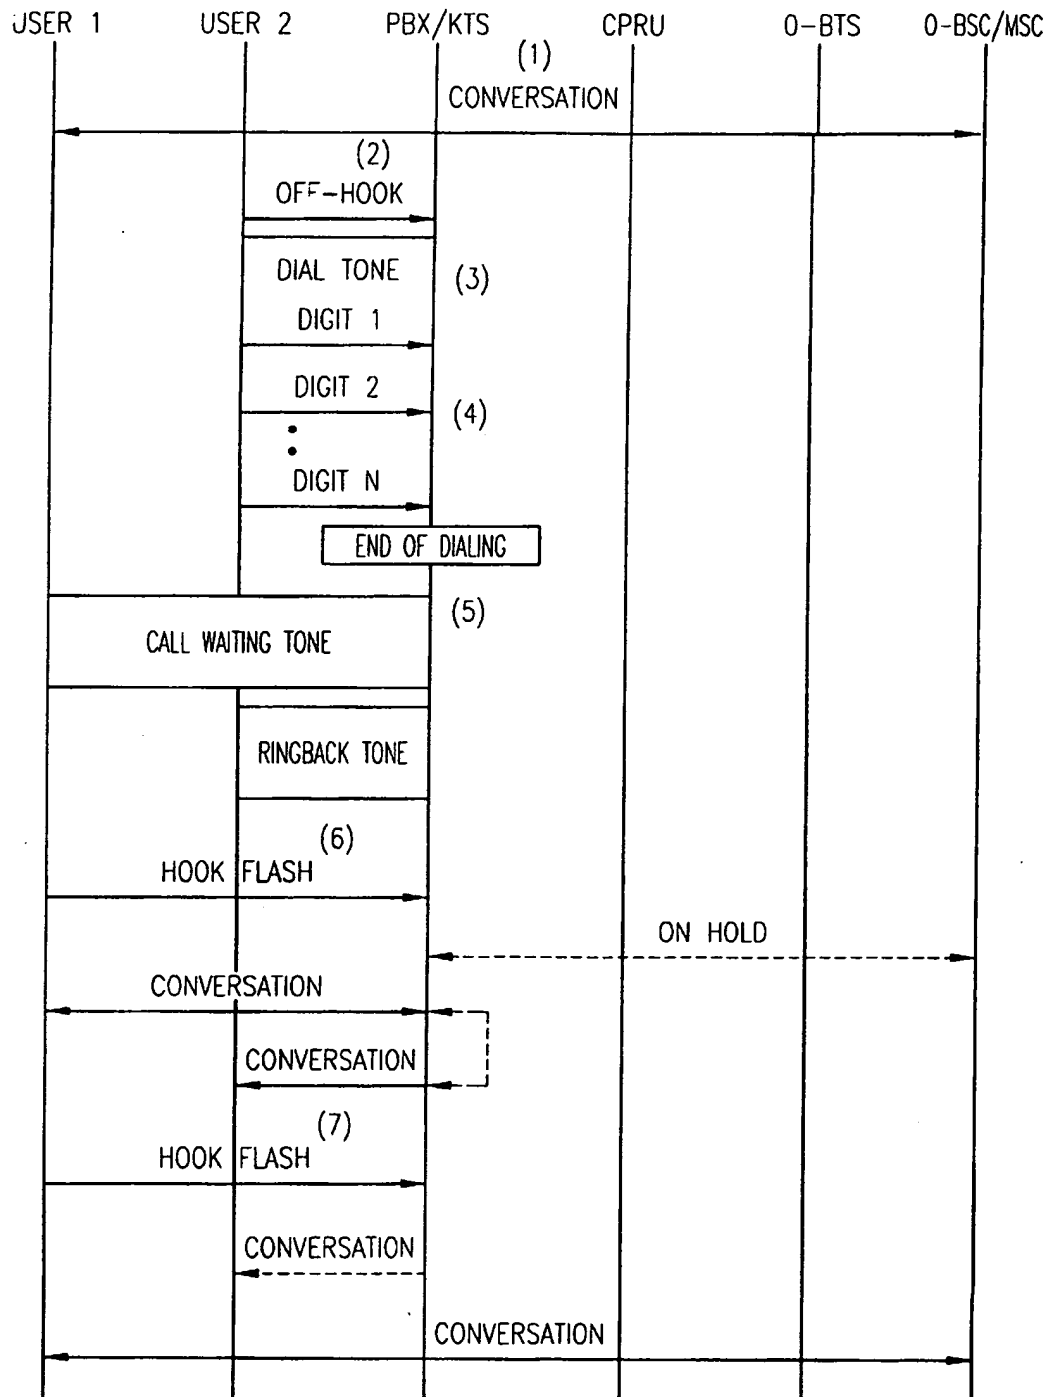 USER 1 USER 2 PBX/KTS CPRU O-BTS O-BSC/MSC
(1)
CONVERSATION
(2)
OFF-HOOK
DIAL TONE (3)
DIGIT 1
DIGIT 2
(4)
DIGIT N
END OF DIALING
(5)
CALL WAITING TONE
RINGBACK TONE
(6)
HOOK FLASH
ON HOLD
CONVERSATION
CONVERSATION
(7)
HOOK FLASH
CONVERSATION
CONVERSATION